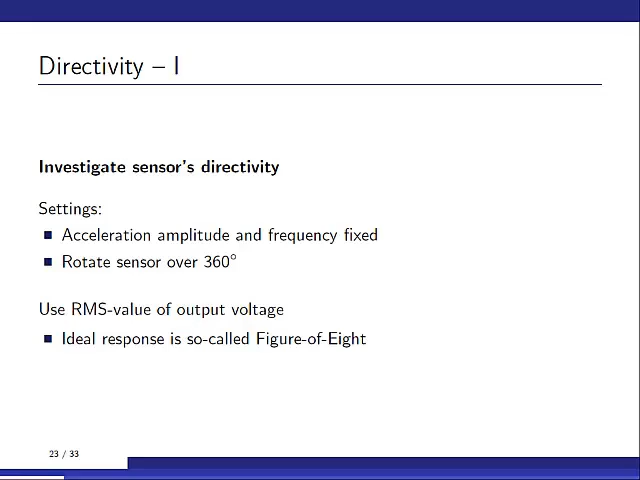 Directivity – I
Investigate sensor's directivity
Settings:
Acceleration amplitude and frequency fixed
Rotate sensor over 360°
Use RMS-value of output voltage
Ideal response is so-called Figure-of-Eight
23 / 33